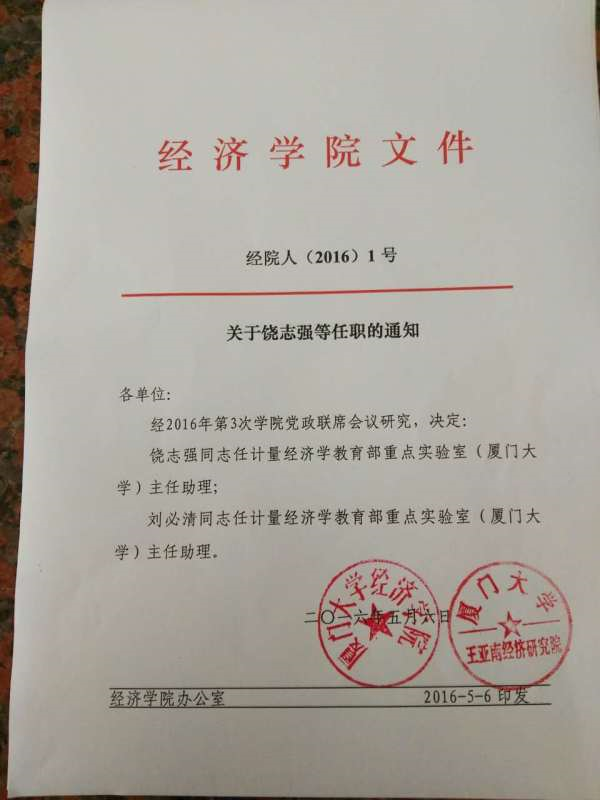 经济学院文件
经院人（2016）1号
关于饶志强等任职的通知
各单位：
经2016年第3次学院党政联席会议研究，决定：
饶志强同志任计量经济学教育部重点实验室（厦门大
学）主任助理；
刘必清同志任计量经济学教育部重点实验室（厦门大
学）主任助理。
二〇一六年五月六日
厦门大学经济学院
厦门大学
王亚南经济研究院
经济学院办公室 2016-5-6 印发